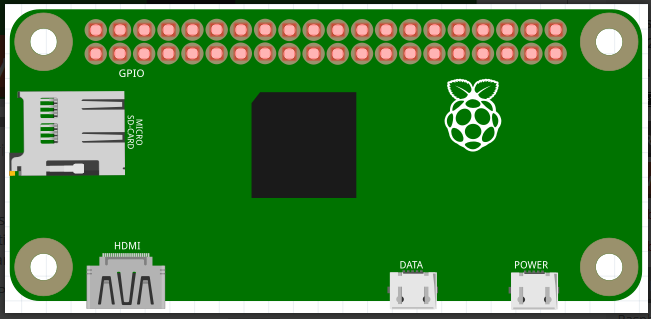 GPIO
MICRO
SD-CARD
HDMI
DATA
POWER